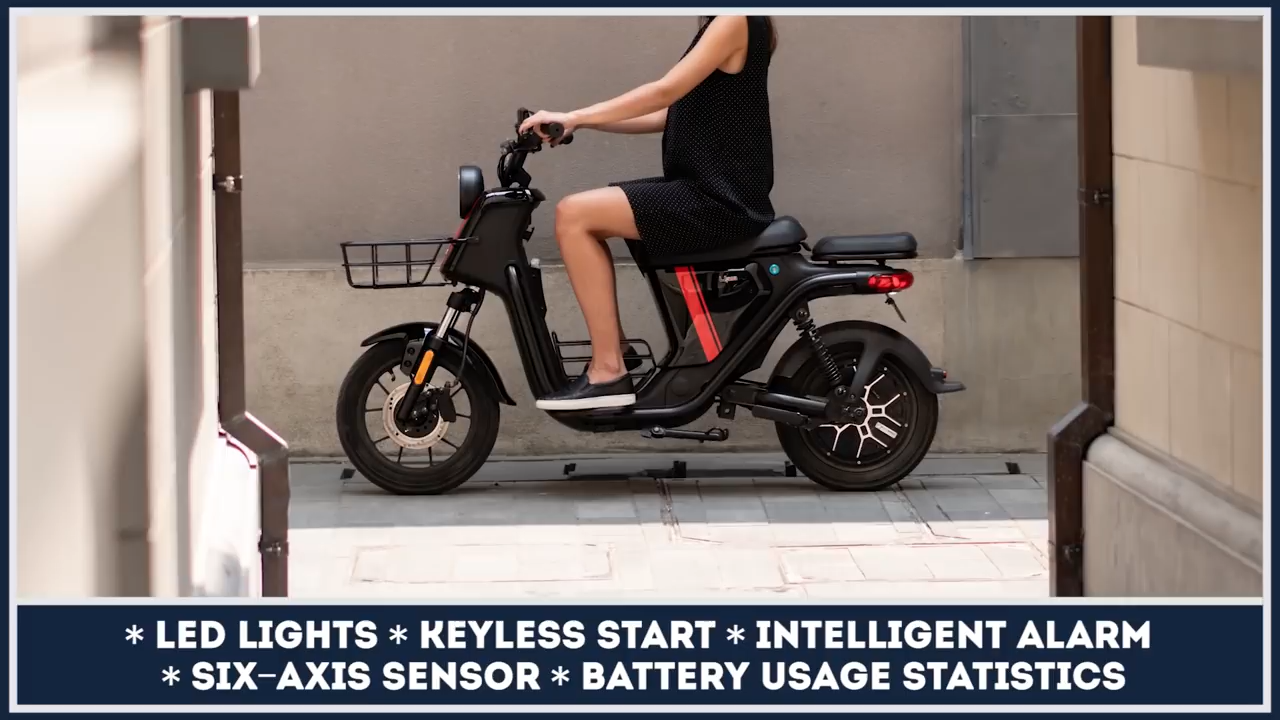 * LED LIGHTS * KEYLESS START * INTELLIGENT ALARM
* SIX-AXIS SENSOR * BATTERY USAGE STATISTICS